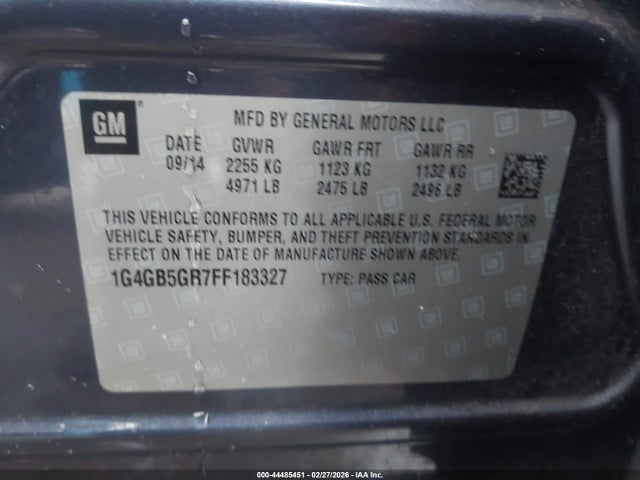 GM ®
MFD BY GENERAL MOTORS LLC
DATE GVWR GAWR FRT GAWR RR
09/14 2255 KG 1123 KG 1132 KG
4971 LB 2475 LB 2496 LB
THIS VEHICLE CONFORMS TO ALL APPLICABLE U.S. FEDERAL MOTOR
VEHICLE SAFETY, BUMPER, AND THEFT PREVENTION STANDARDS IN
EFFECT ON THE DATE OF MANUFACTURE SHOWN ABOVE.
1G4GB5GR7FF183327 TYPE: PASS CAR
000-44485451 - 02/27/2026 - IAAI.COM